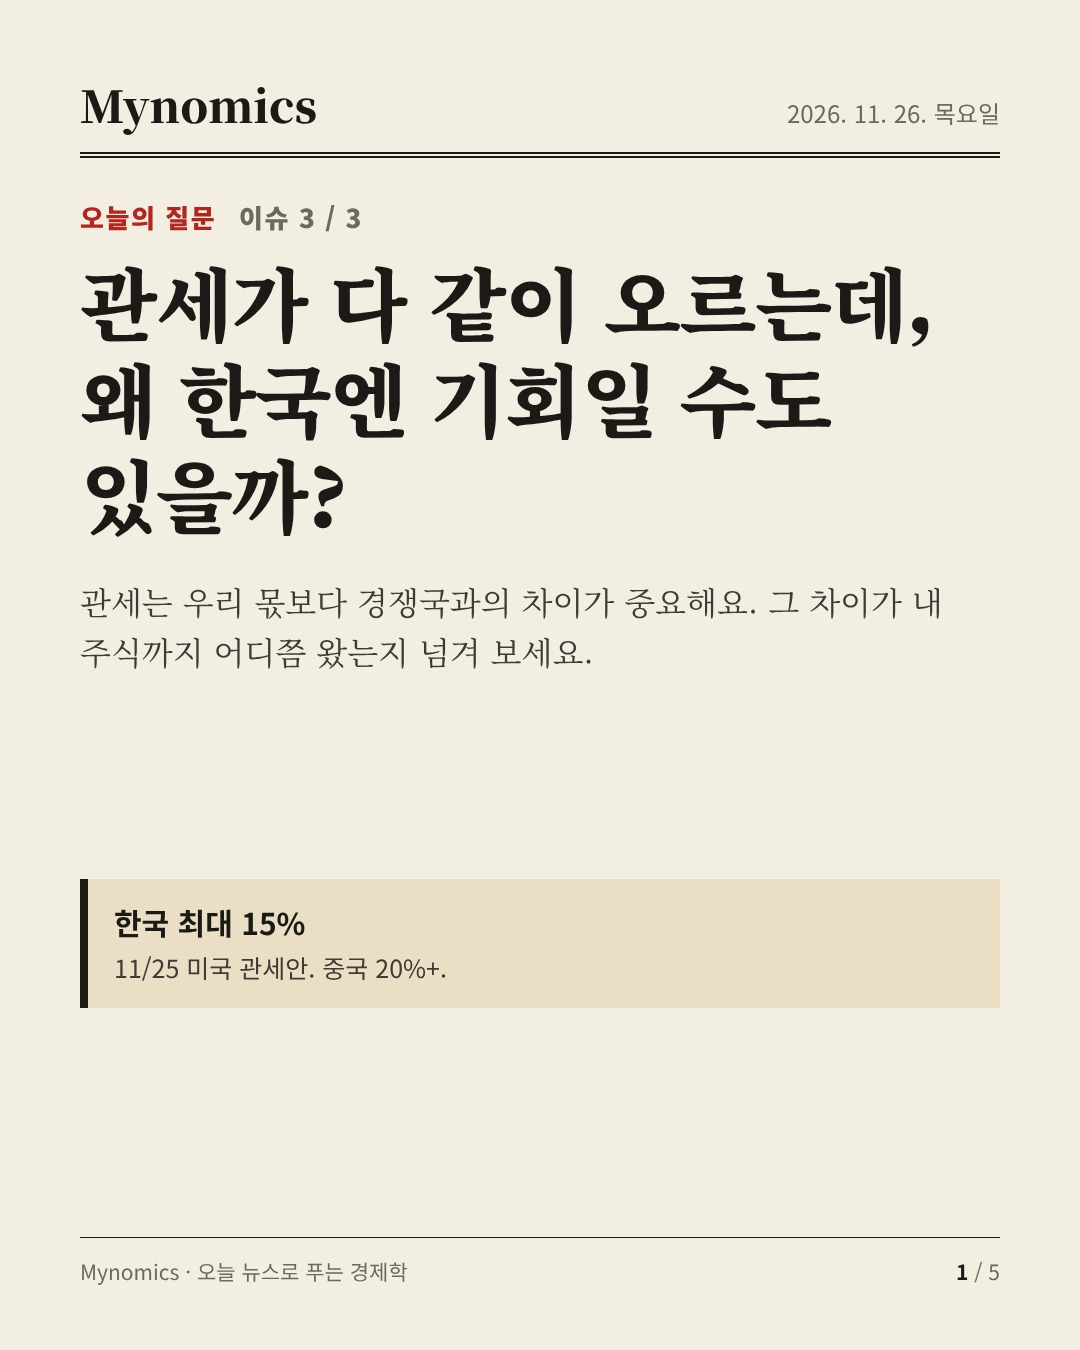 Mynomics
2026. 11. 26. 목요일
오늘의 질문 이슈 3 / 3
관세가 다 같이 오르는데,
왜 한국엔 기회일 수도
있을까?
관세는 우리 몫보다 경쟁국과의 차이가 중요해요. 그 차이가 내
주식까지 어디쯤 왔는지 넘겨 보세요.
한국 최대 15%
11/25 미국 관세안. 중국 20%+.
Mynomics · 오늘 뉴스로 푸는 경제학
1 / 5